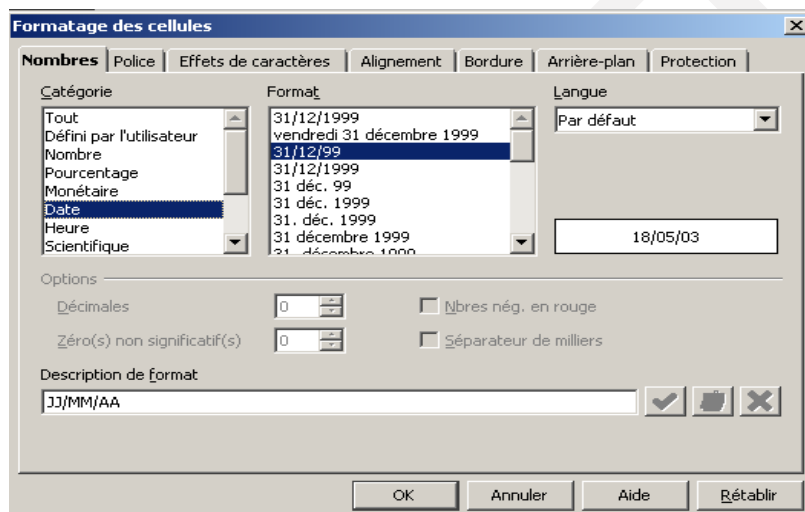 Formatage des cellules
Nombres Police Effets de caractères Alignement Bordure Arrière-plan Protection
Catégorie
Tout
Défini par l'utilisateur
Nombre
Pourcentage
Monétaire
Date
Heure
Scientifique
Format
31/12/1999
vendredi 31 décembre 1999
31/12/99
31/12/1999
31 déc. 99
31 déc. 1999
31. déc. 1999
31 décembre 1999
31. décembre 1999
Langue
Par défaut
18/05/03
Options
Décimales 0
Nbres nég. en rouge
Zéro(s) non significatif(s) 0
Séparateur de milliers
Description de format
JJ/MM/AA
OK Annuler Aide Rétablir